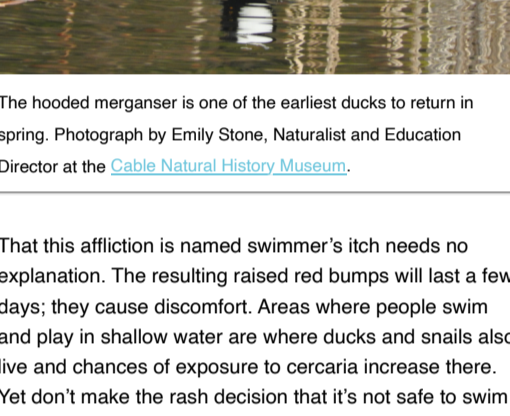 The hooded merganser is one of the earliest ducks to return in
spring. Photograph by Emily Stone, Naturalist and Education
Director at the Cable Natural History Museum.
That this affliction is named swimmer’s itch needs no
explanation. The resulting raised red bumps will last a few
days; they cause discomfort. Areas where people swim
and play in shallow water are where ducks and snails also
live and chances of exposure to cercaria increase there.
Yet don’t make the rash decision that it’s not safe to swim